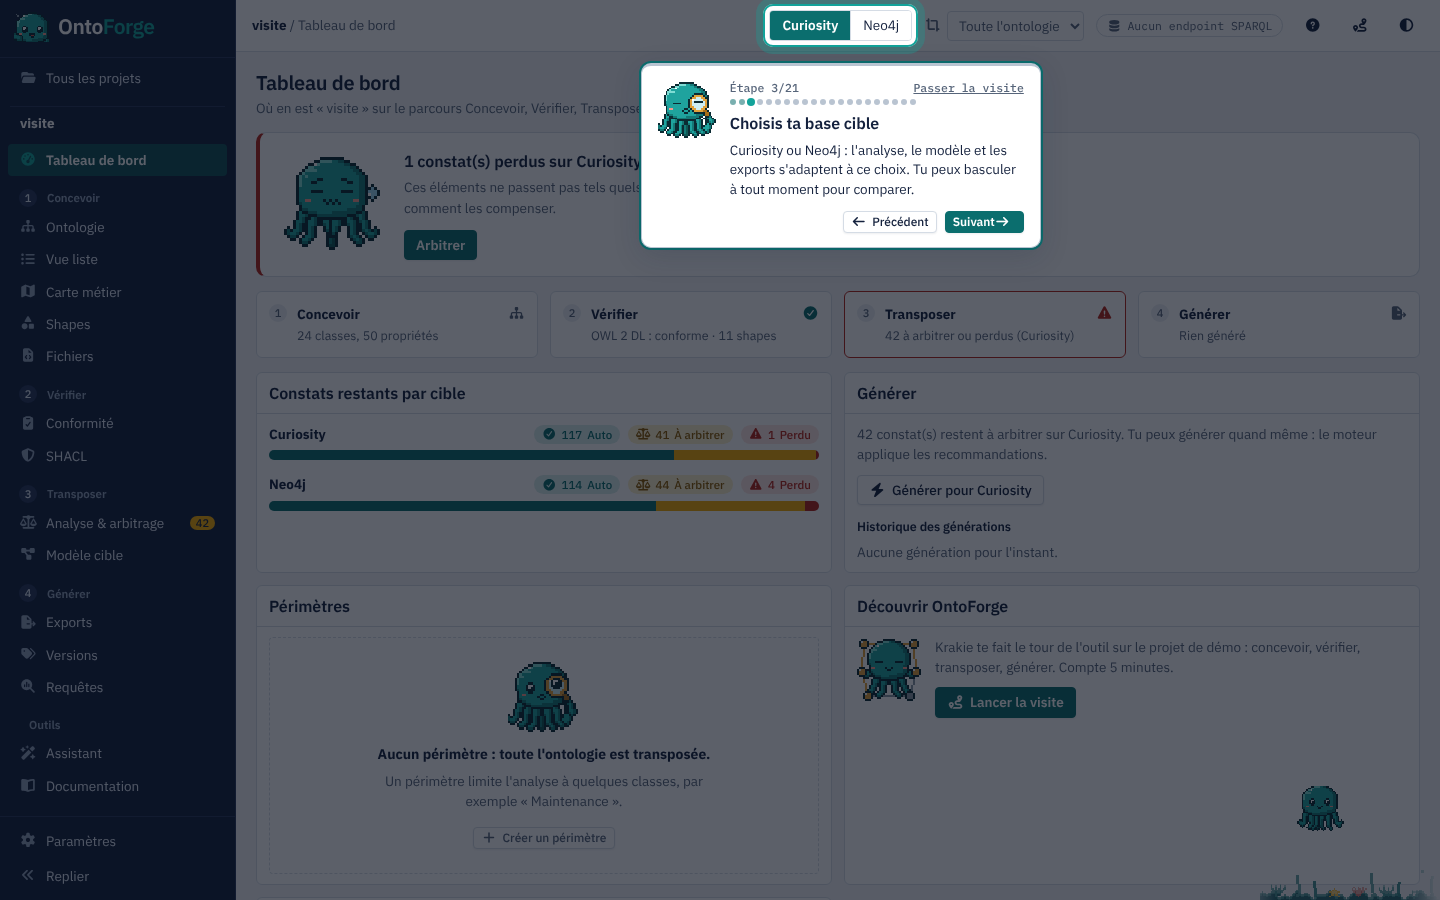 OntoForge
Tous les projets
visite
Tableau de bord
1 Concevoir
Ontologie
Vue liste
Carte métier
Shapes
Fichiers
2 Vérifier
Conformité
SHACL
3 Transposer
Analyse & arbitrage 42
Modèle cible
4 Générer
Exports
Versions
Requêtes
Outils
Assistant
Documentation
Paramètres
Replier
visite / Tableau de bord
Curiosity Neo4j
Toute l'ontologie
Aucun endpoint SPARQL
Étape 3/21 Passer la visite
Choisis ta base cible
Curiosity ou Neo4j : l'analyse, le modèle et les
exports s'adaptent à ce choix. Tu peux basculer
à tout moment pour comparer.
Précédent Suivant
Tableau de bord
Où en est « visite » sur le parcours Concevoir, Vérifier, Transpose
1 constat(s) perdus sur Curiosity
Ces éléments ne passent pas tels quels
comment les compenser.
Arbitrer
1 Concevoir
24 classes, 50 propriétés
2 Vérifier
OWL 2 DL : conforme · 11 shapes
3 Transposer
42 à arbitrer ou perdus (Curiosity)
4 Générer
Rien généré
Constats restants par cible
Curiosity 117 Auto 41 À arbitrer 1 Perdu
Neo4j 114 Auto 44 À arbitrer 4 Perdu
Générer
42 constat(s) restent à arbitrer sur Curiosity. Tu peux générer quand même : le moteur
applique les recommandations.
Générer pour Curiosity
Historique des générations
Aucune génération pour l'instant.
Périmètres
Aucun périmètre : toute l'ontologie est transposée.
Un périmètre limite l'analyse à quelques classes, par
exemple « Maintenance ».
Créer un périmètre
Découvrir OntoForge
Krakie te fait le tour de l'outil sur le projet de démo : concevoir, vérifier,
transposer, générer. Compte 5 minutes.
Lancer la visite